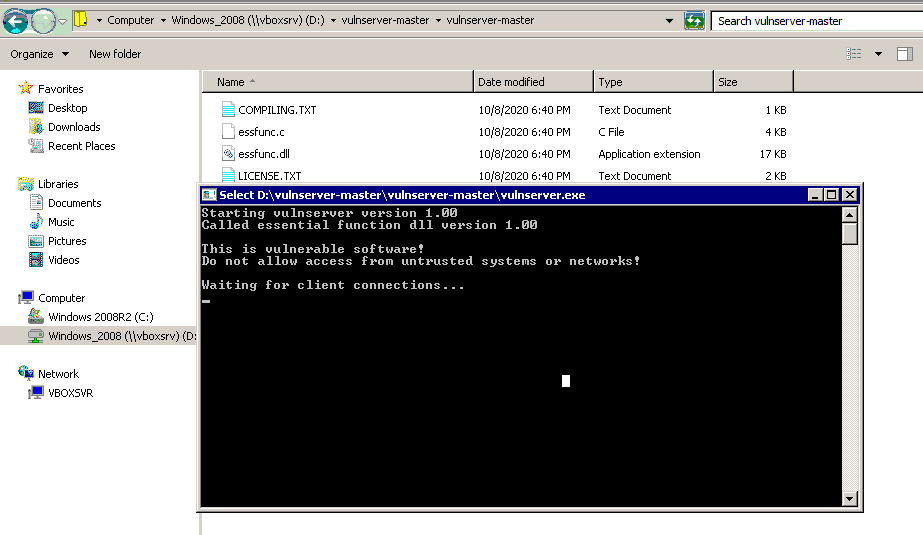 Computer Windows_2008 (\\vboxsrv) (D:) vulnserver-master vulnserver-master Search vulnserver-master
Organize New folder
Favorites
Desktop
Downloads
Recent Places
Libraries
Documents
Music
Pictures
Videos
Computer
Windows 2008R2 (C:)
Windows_2008 (\\vboxsrv) (D:
Network
VBOXSVR
Name Date modified Type Size
COMPILING.TXT 10/8/2020 6:40 PM Text Document 1 KB
essfunc.c 10/8/2020 6:40 PM C File 4 KB
essfunc.dll 10/8/2020 6:40 PM Application extension 17 KB
LICENSE.TXT 10/8/2020 6:40 PM Text Document 2 KB
Select D:\vulnserver-master\vulnserver-master\vulnserver.exe
Starting vulnserver version 1.00
Called essential function dll version 1.00
This is vulnerable software!
Do not allow access from untrusted systems or networks!
Waiting for client connections...